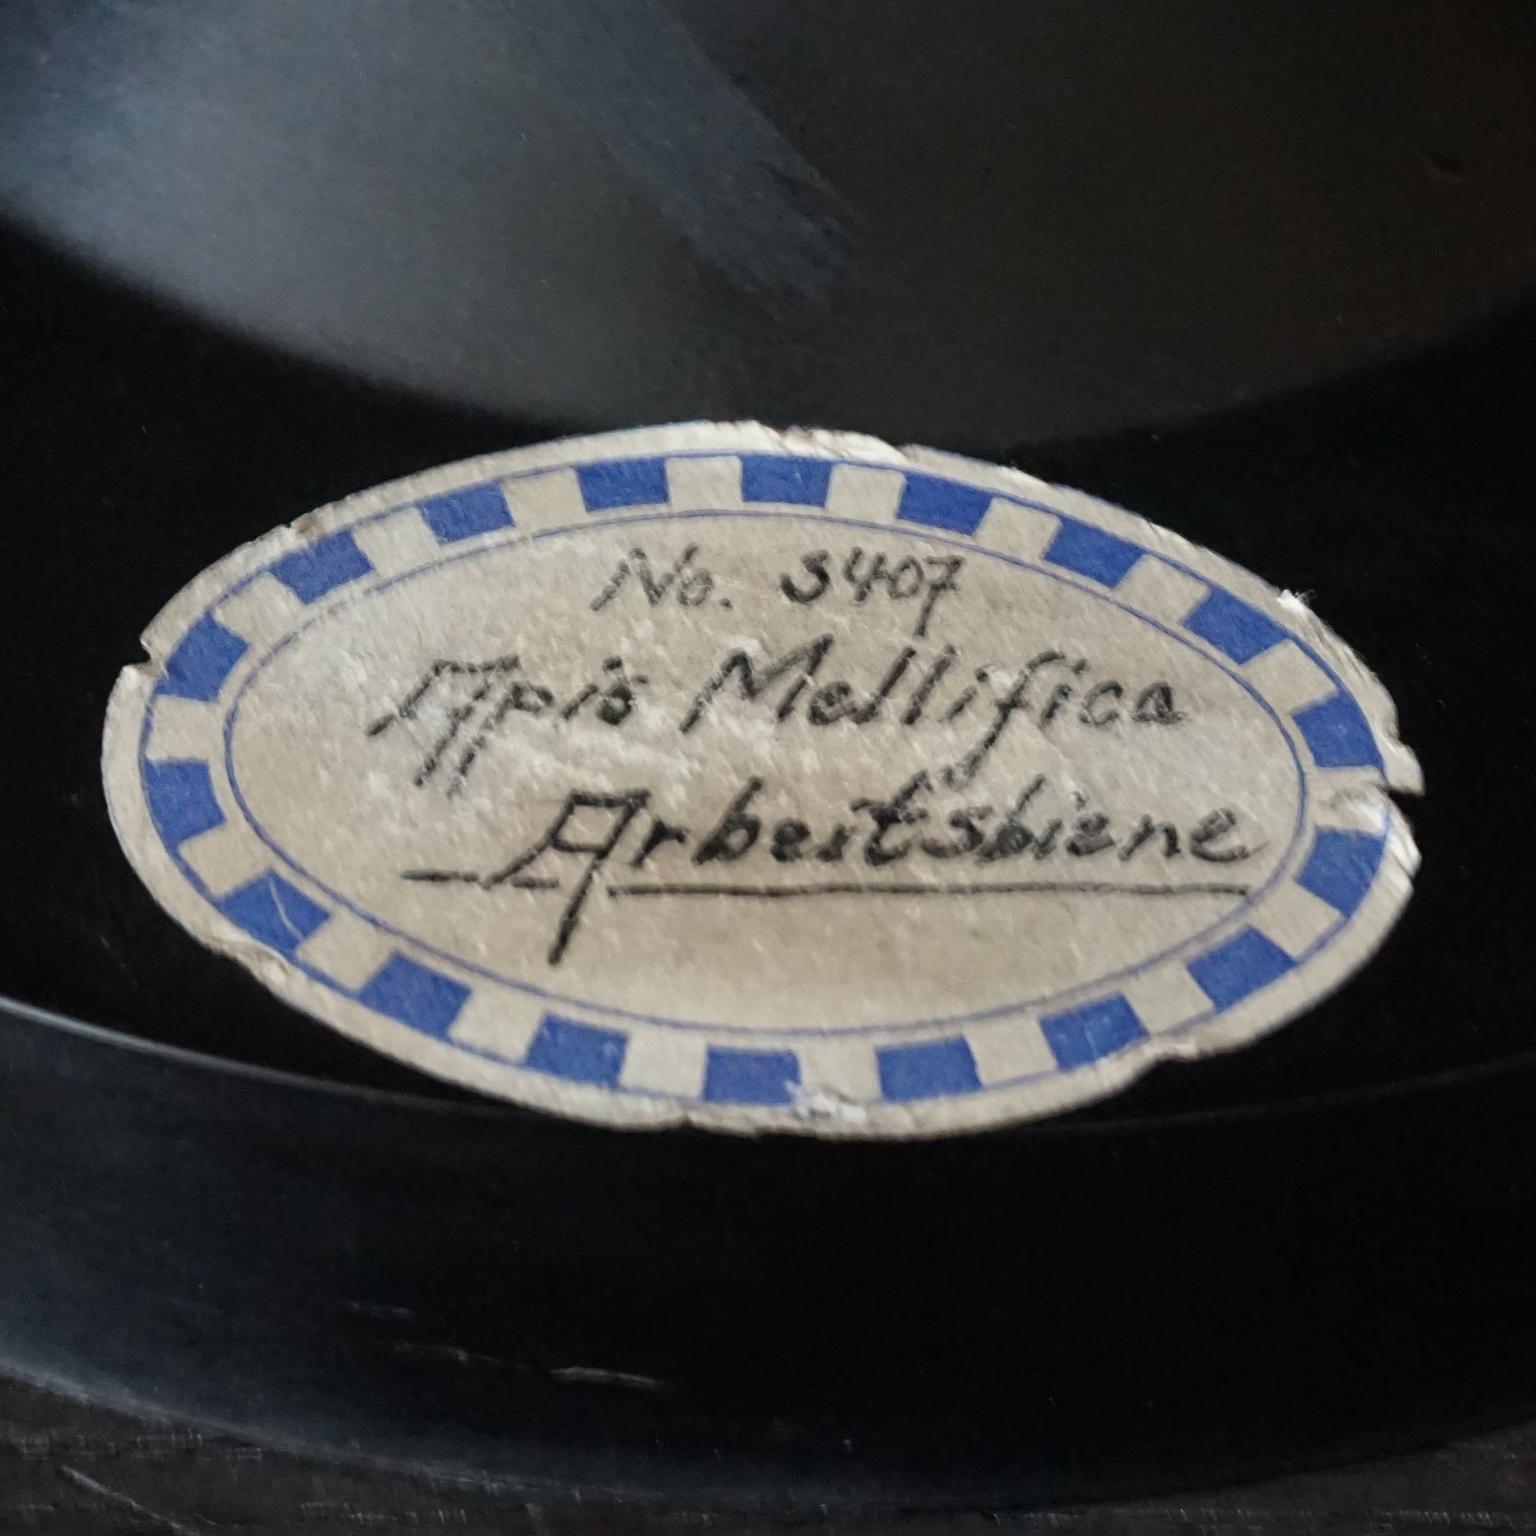 No. 3407
Apis Mellifica
Arbeitsbiene